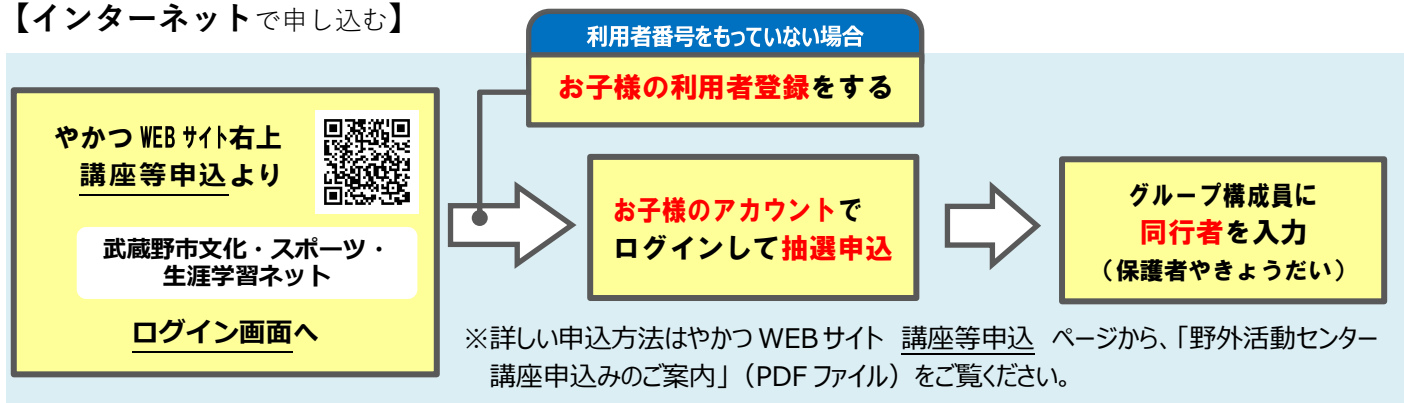 【インターネットで申し込む】
利用者番号をもっていない場合
お子様の利用者登録をする
やかつ WEB サイト右上
講座等申込より
武蔵野市文化・スポーツ・
生涯学習ネット
ログイン画面へ
お子様のアカウントで
ログインして抽選申込
グループ構成員に
同行者を入力
（保護者やきょうだい）
※詳しい申込方法はやかつ WEB サイト 講座等申込 ページから、「野外活動センター
講座申込みのご案内」（PDF ファイル）をご覧ください。